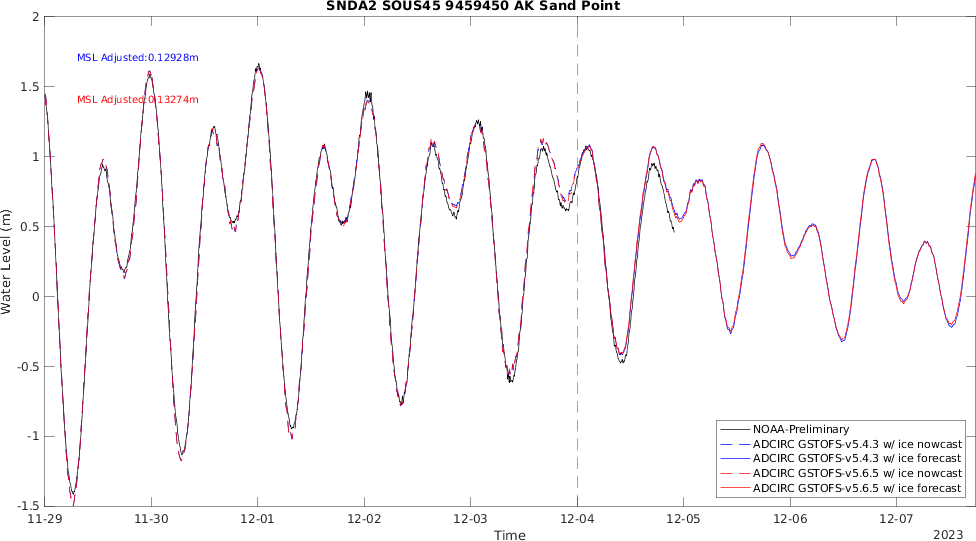 SNDA2 SOUS45 9459450 AK Sand Point
2
1.5
1
0.5
0
-0.5
-1
-1.5
Water Level (m)
MSL Adjusted:0.12928m
MSL Adjusted:0.13274m
NOAA-Preliminary
ADCIRC GSTOFS-v5.4.3 w/ ice nowcast
ADCIRC GSTOFS-v5.4.3 w/ ice forecast
ADCIRC GSTOFS-v5.6.5 w/ ice nowcast
ADCIRC GSTOFS-v5.6.5 w/ ice forecast
11-29 11-30 12-01 12-02 12-03 12-04 12-05 12-06 12-07
Time
2023